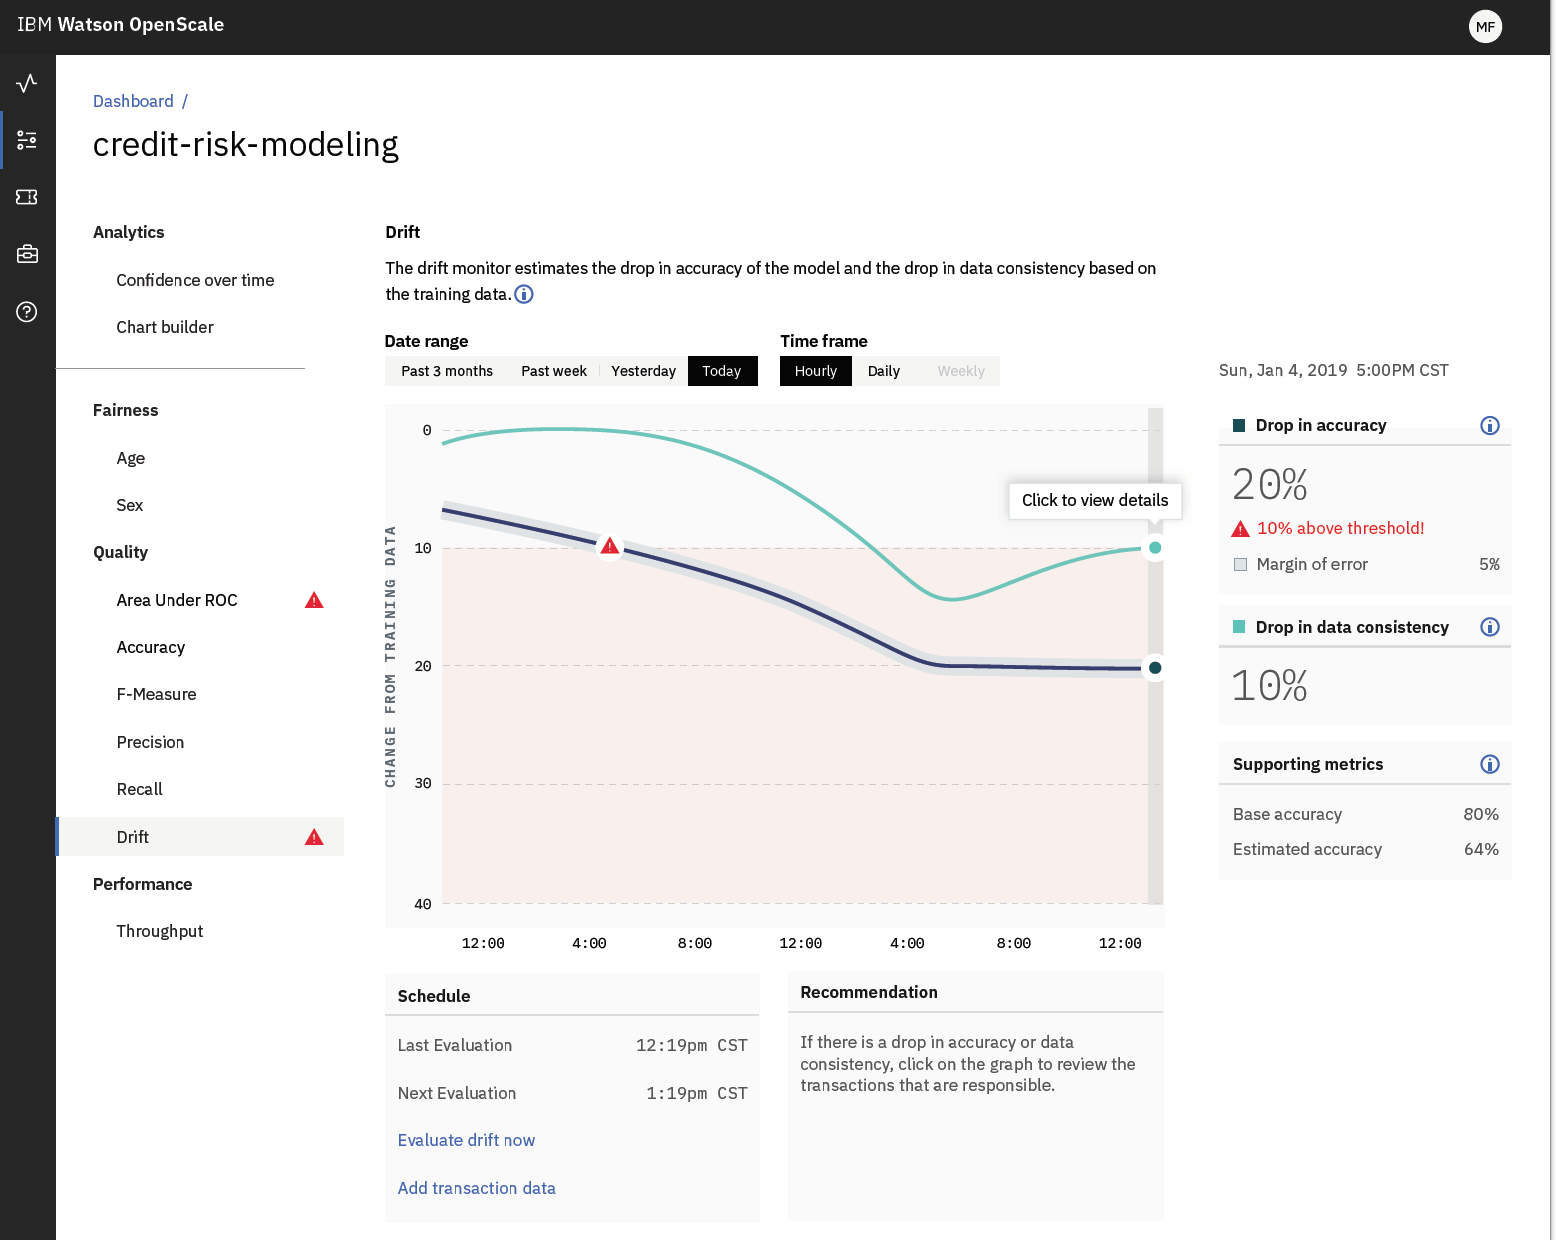 IBM Watson OpenScale
MF
Dashboard /
credit-risk-modeling
Analytics
Confidence over time
Chart builder
Fairness
Age
Sex
Quality
Area Under ROC
Accuracy
F-Measure
Precision
Recall
Drift
Performance
Throughput
Drift
The drift monitor estimates the drop in accuracy of the model and the drop in data consistency based on
the training data.
Date range
Past 3 months Past week Yesterday Today
Time frame
Hourly Daily Weekly
CHANGE FROM TRAINING DATA
0
10
20
30
40
Click to view details
12:00 4:00 8:00 12:00 4:00 8:00 12:00
Sun, Jan 4, 2019 5:00PM CST
Drop in accuracy
20%
10% above threshold!
Margin of error 5%
Drop in data consistency
10%
Supporting metrics
Base accuracy 80%
Estimated accuracy 64%
Schedule
Last Evaluation 12:19pm CST
Next Evaluation 1:19pm CST
Evaluate drift now
Add transaction data
Recommendation
If there is a drop in accuracy or data
consistency, click on the graph to review the
transactions that are responsible.